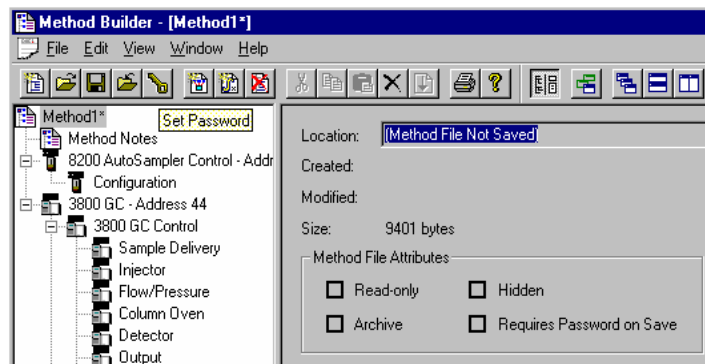 Method Builder - [Method1*]
File Edit View Window Help
Method1*
Set Password
Method Notes
8200 AutoSampler Control - Addr
Configuration
3800 GC - Address 44
3800 GC Control
Sample Delivery
Injector
Flow/Pressure
Column Oven
Detector
Output
Location: (Method File Not Saved)
Created:
Modified:
Size: 9401 bytes
Method File Attributes
Read-only Hidden
Archive Requires Password on Save